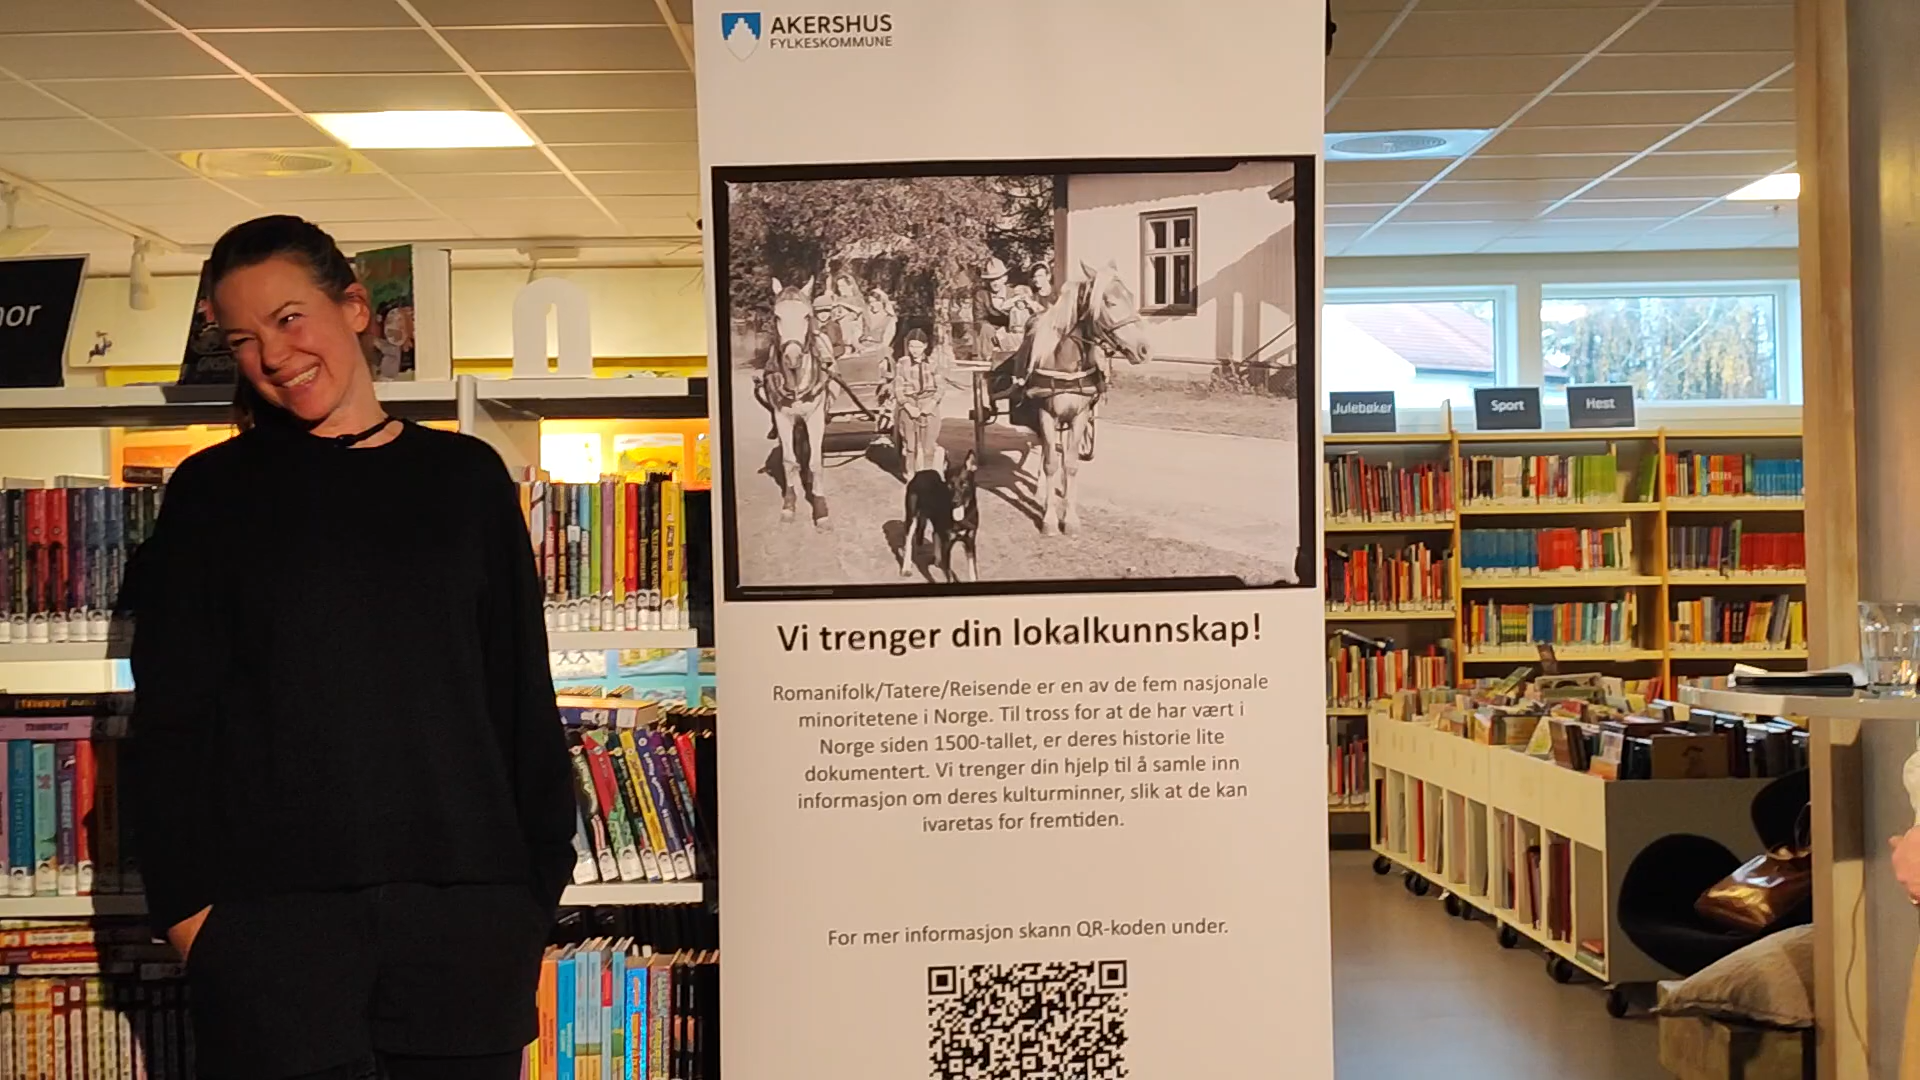 AKERSHUS
FYLKESKOMMUNE
Vi trenger din lokalkunnskap!
Romanifolk/Tatere/Reisende er en av de fem nasjonale
minoritetene i Norge. Til tross for at de har vært i
Norge siden 1500-tallet, er deres historie lite
dokumentert. Vi trenger din hjelp til å samle inn
informasjon om deres kulturminner, slik at de kan
ivaretas for fremtiden.
For mer informasjon skann QR-koden under.
Julebøker
Sport
Hest